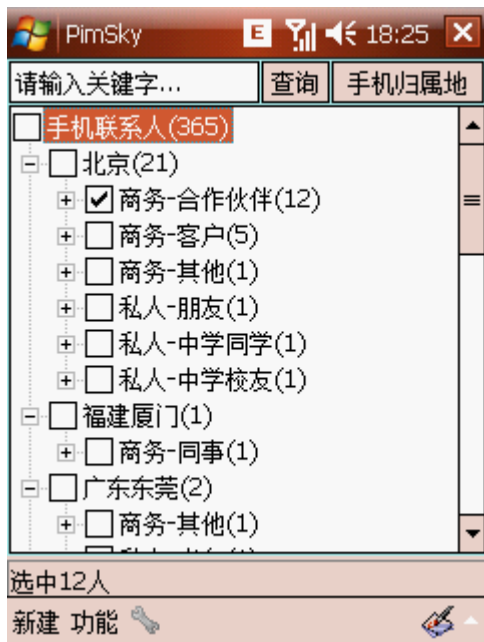 PimSky E 18:25
请输入关键字... 查询 手机归属地
手机联系人(365)
北京(21)
商务-合作伙伴(12)
商务-客户(5)
商务-其他(1)
私人-朋友(1)
私人-中学同学(1)
私人-中学校友(1)
福建厦门(1)
商务-同事(1)
广东东莞(2)
商务-其他(1)
选中12人
新建 功能